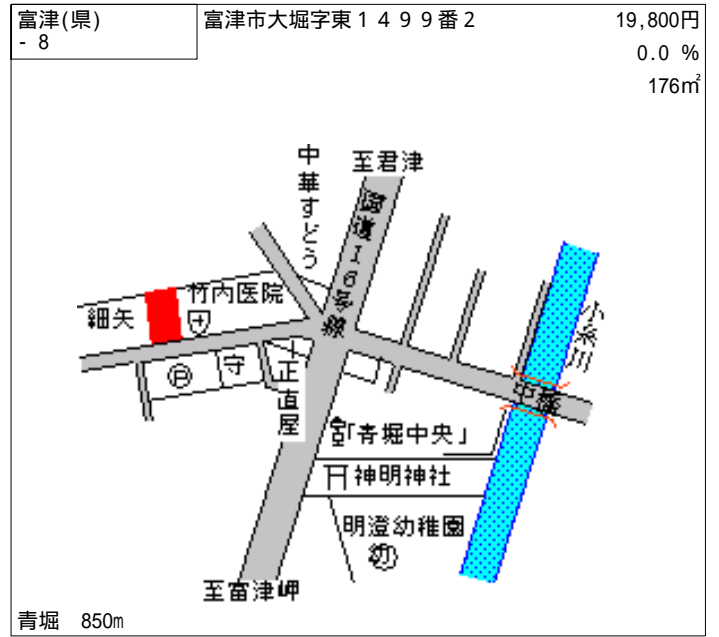 富津(県)
- 8
富津市大堀字東１４９９番２
19,800円
0.0 %
176㎡
至君津
中華すどう
国道16号線
竹内医院
細矢
小糸川
守
正直屋
「青堀中央」
神明神社
明澄幼稚園
幼
至富津岬
青堀 850m